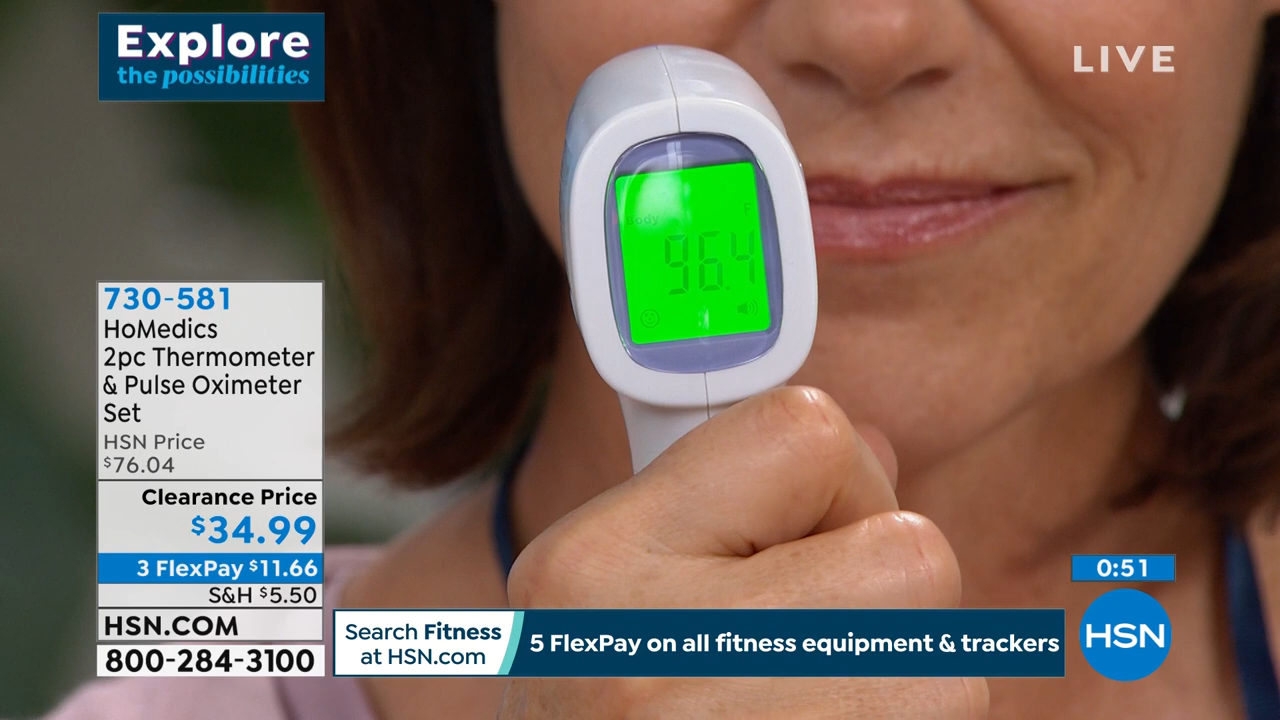 Explore
the possibilities
LIVE
Body
F
96.4
730-581
HoMedics
2pc Thermometer
& Pulse Oximeter
Set
HSN Price
$76.04
Clearance Price
$34.99
3 FlexPay $11.66
S&H $5.50
HSN.COM
800-284-3100
Search Fitness
at HSN.com
5 FlexPay on all fitness equipment & trackers
0:51
HSN